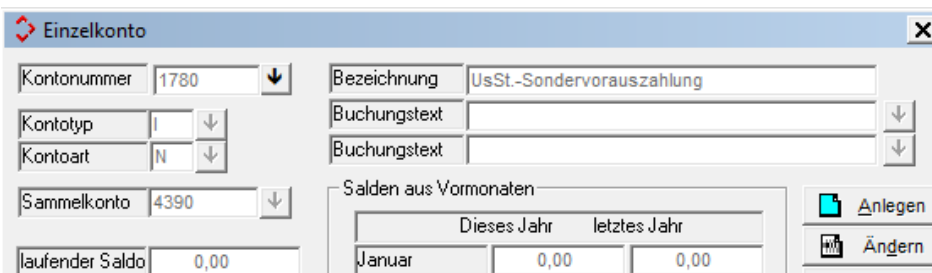 Einzelkonto
Kontonummer 1780 Bezeichnung UsSt.-Sondervorauszahlung
Buchungstext
Kontotyp I
Buchungstext
Kontoart N
Sammelkonto 4390 Salden aus Vormonaten
Anlegen
Dieses Jahr letztes Jahr
Ändern
laufender Saldo 0,00 Januar 0,00 0,00